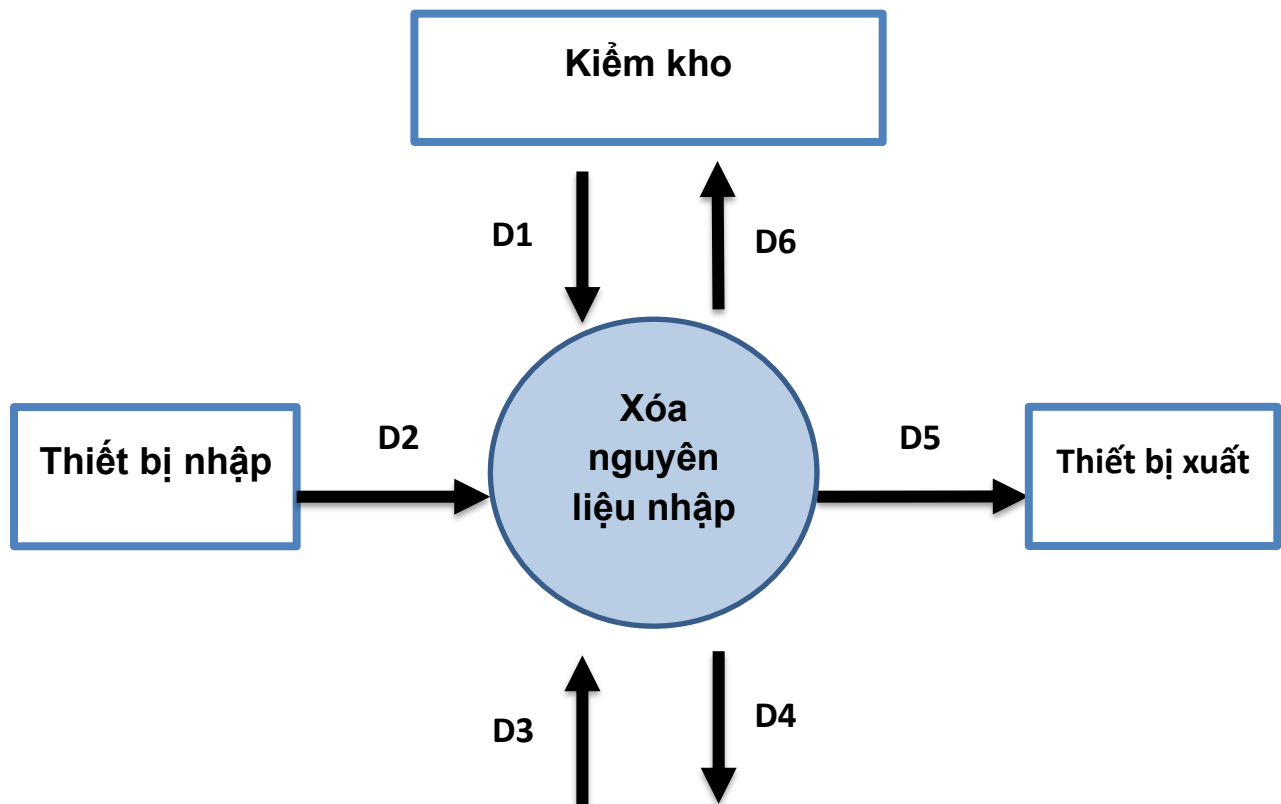 Kiểm kho
D1
D6
Thiết bị nhập
D2
Xóa
nguyên
liệu nhập
D5
Thiết bị xuất
D3
D4